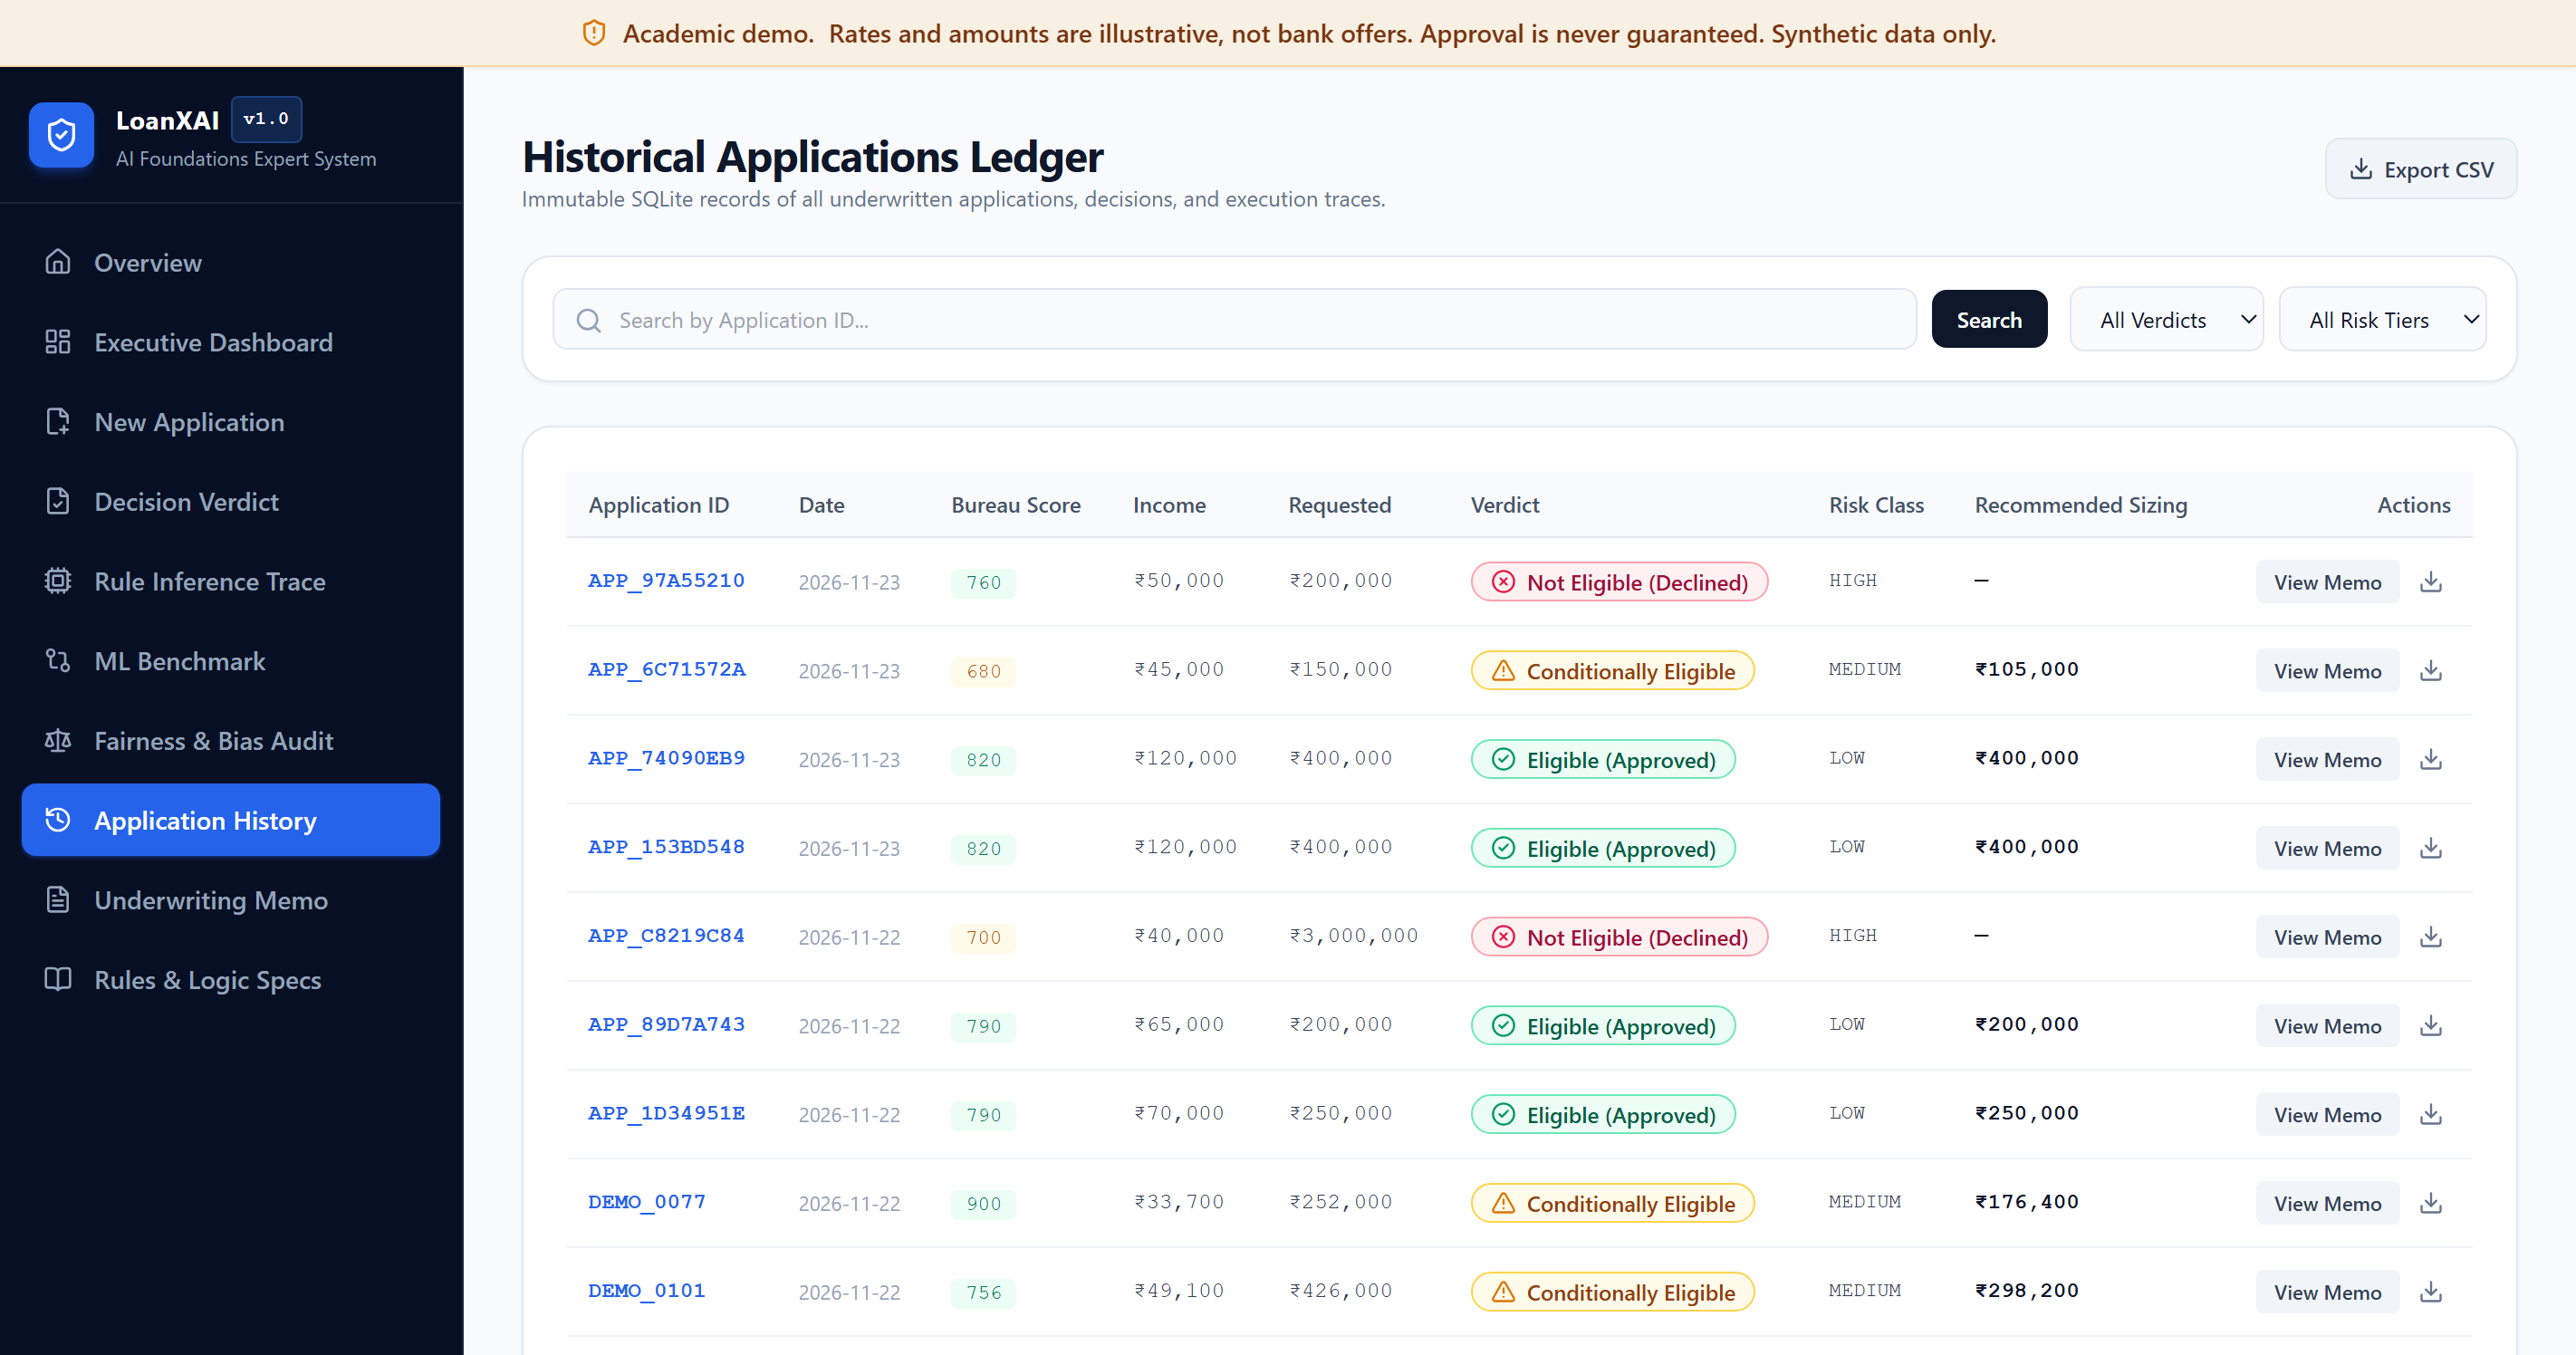 Academic demo. Rates and amounts are illustrative, not bank offers. Approval is never guaranteed. Synthetic data only.
LoanXAI v1.0
AI Foundations Expert System
Overview
Executive Dashboard
New Application
Decision Verdict
Rule Inference Trace
ML Benchmark
Fairness & Bias Audit
Application History
Underwriting Memo
Rules & Logic Specs
Historical Applications Ledger
Immutable SQLite records of all underwritten applications, decisions, and execution traces.
Export CSV
Search by Application ID... Search All Verdicts All Risk Tiers
Application ID Date Bureau Score Income Requested Verdict Risk Class Recommended Sizing Actions
APP_97A55210 2026-11-23 760 ₹50,000 ₹200,000 Not Eligible (Declined) HIGH — View Memo
APP_6C71572A 2026-11-23 680 ₹45,000 ₹150,000 Conditionally Eligible MEDIUM ₹105,000 View Memo
APP_74090EB9 2026-11-23 820 ₹120,000 ₹400,000 Eligible (Approved) LOW ₹400,000 View Memo
APP_153BD548 2026-11-23 820 ₹120,000 ₹400,000 Eligible (Approved) LOW ₹400,000 View Memo
APP_C8219C84 2026-11-22 700 ₹40,000 ₹3,000,000 Not Eligible (Declined) HIGH — View Memo
APP_89D7A743 2026-11-22 790 ₹65,000 ₹200,000 Eligible (Approved) LOW ₹200,000 View Memo
APP_1D34951E 2026-11-22 790 ₹70,000 ₹250,000 Eligible (Approved) LOW ₹250,000 View Memo
DEMO_0077 2026-11-22 900 ₹33,700 ₹252,000 Conditionally Eligible MEDIUM ₹176,400 View Memo
DEMO_0101 2026-11-22 756 ₹49,100 ₹426,000 Conditionally Eligible MEDIUM ₹298,200 View Memo